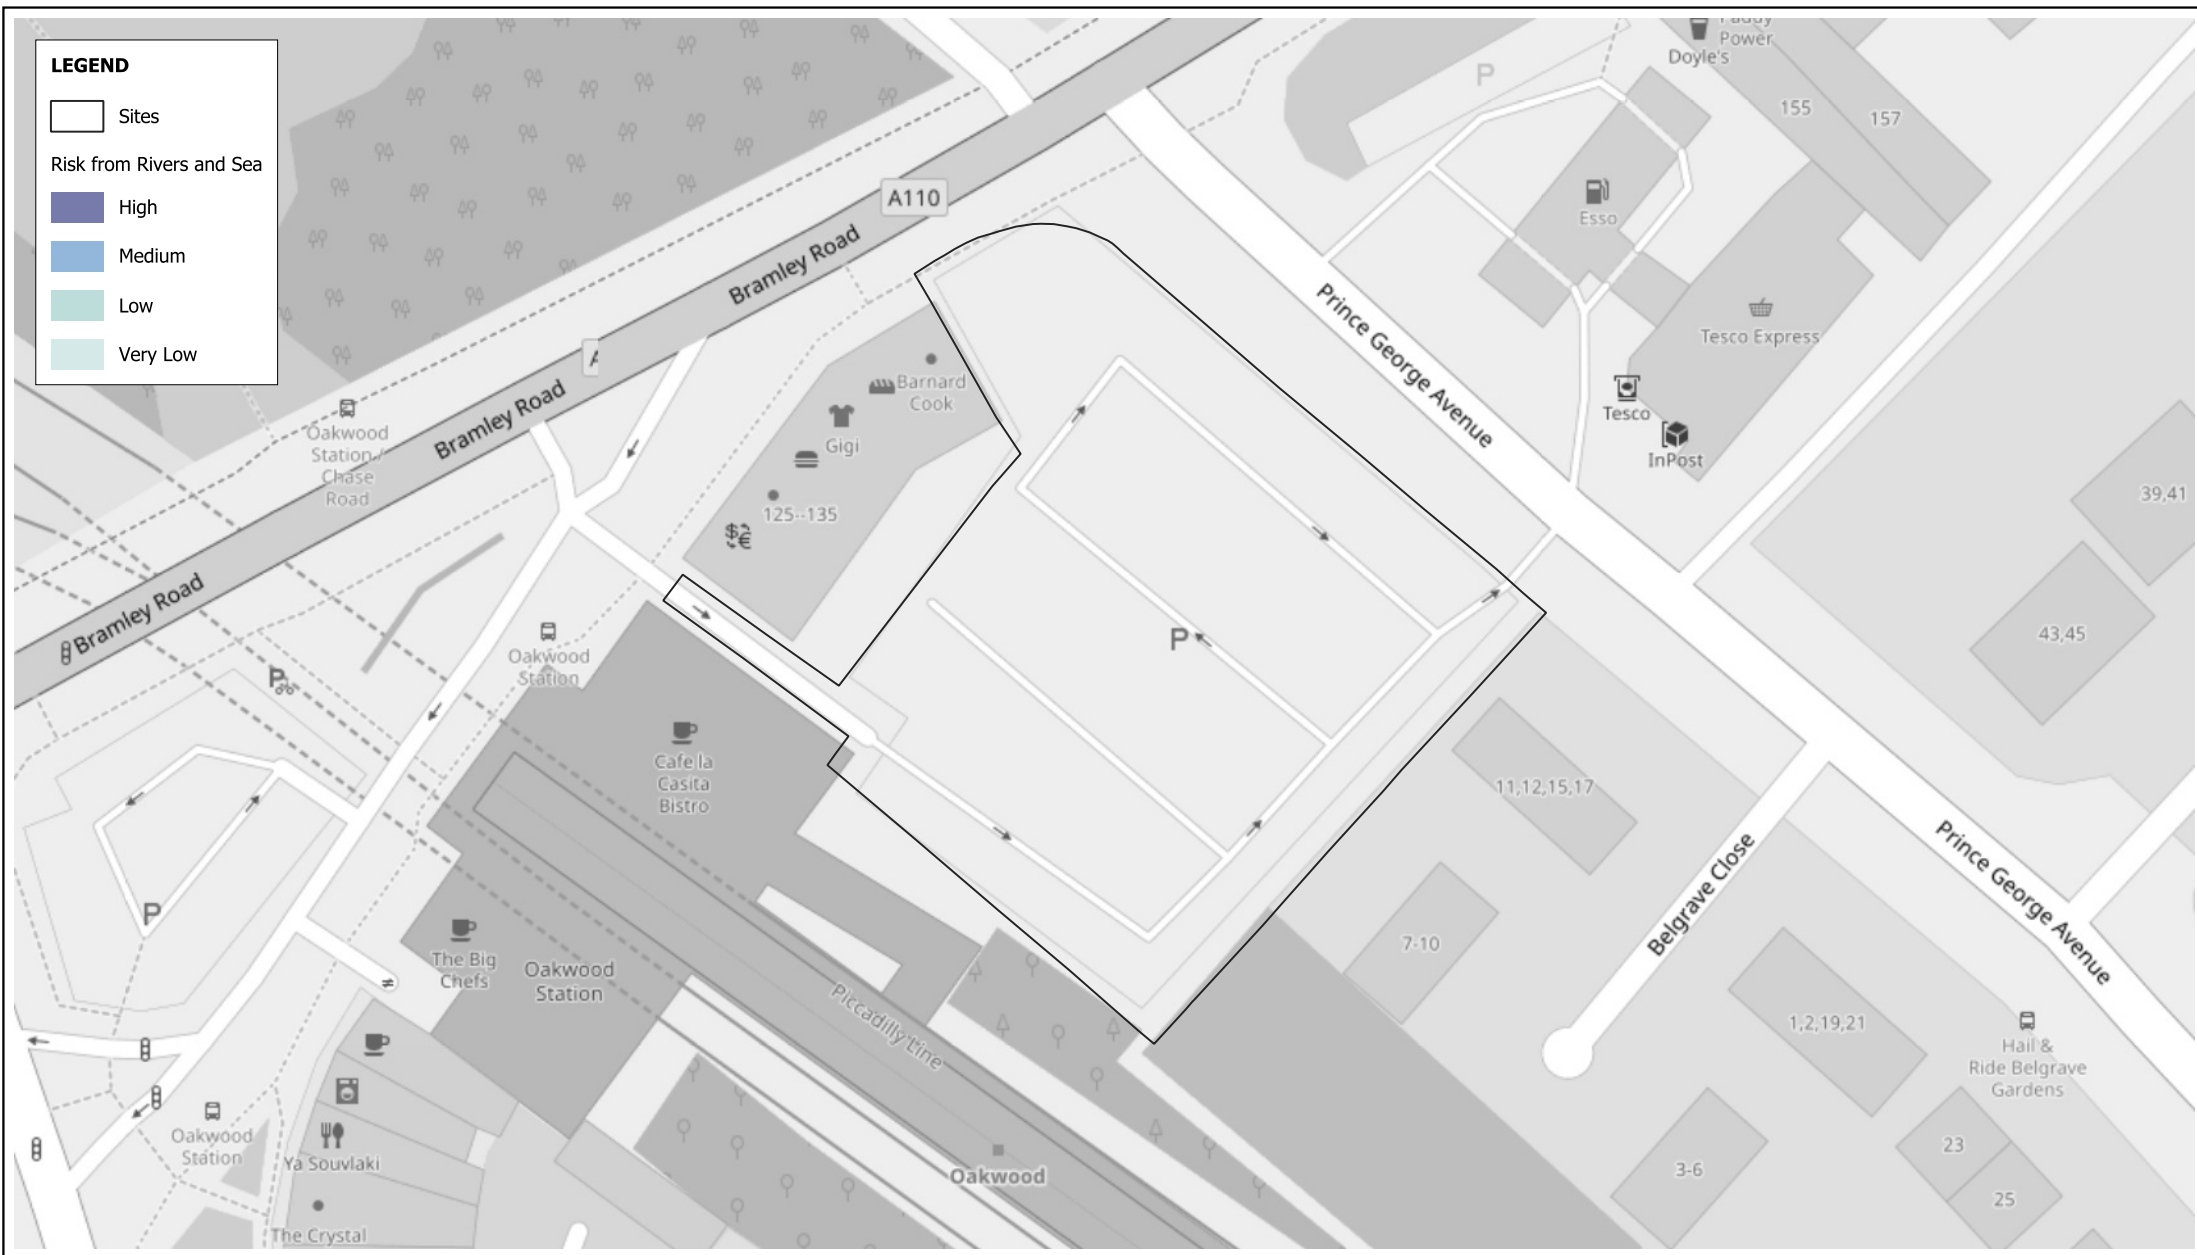 LEGEND
Sites
Risk from Rivers and Sea
High
Medium
Low
Very Low
Power
Doyle's
P
155
157
A110
Esso
Bramley Road
Prince George Avenue
Tesco Express
Tesco
InPost
39,41
43,45
Barnard
Cook
Gigi
125--135
$
€
A
Bramley Road
Oakwood
Station /
Chase
Road
Bramley Road
Oakwood
Station
P
P
Cafe la
Casita
Bistro
11,12,15,17
Prince George Avenue
Belgrave Close
7-10
P
The Big
Chefs
Oakwood
Station
Piccadilly Line
1,2,19,21
Hail &
Ride Belgrave
Gardens
Oakwood
Station
Ya Souvlaki
Oakwood
3-6
23
25
The Crystal